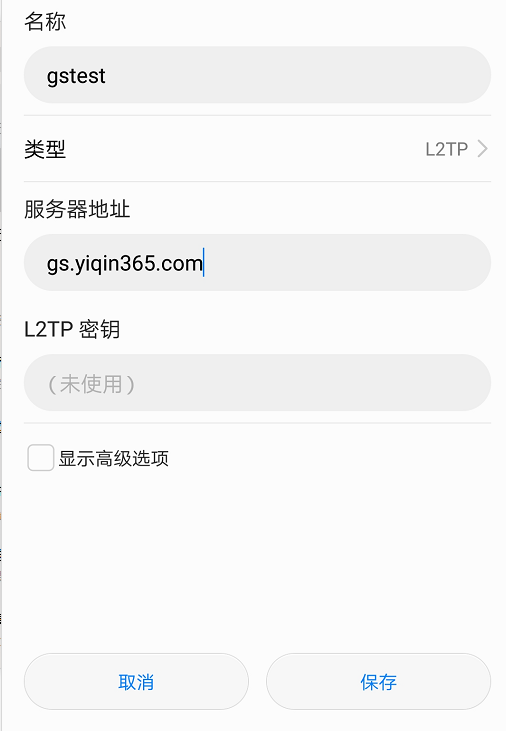 名称
gstest
类型
L2TP
服务器地址
gs.yiqin365.com
L2TP 密钥
（未使用）
显示高级选项
取消
保存